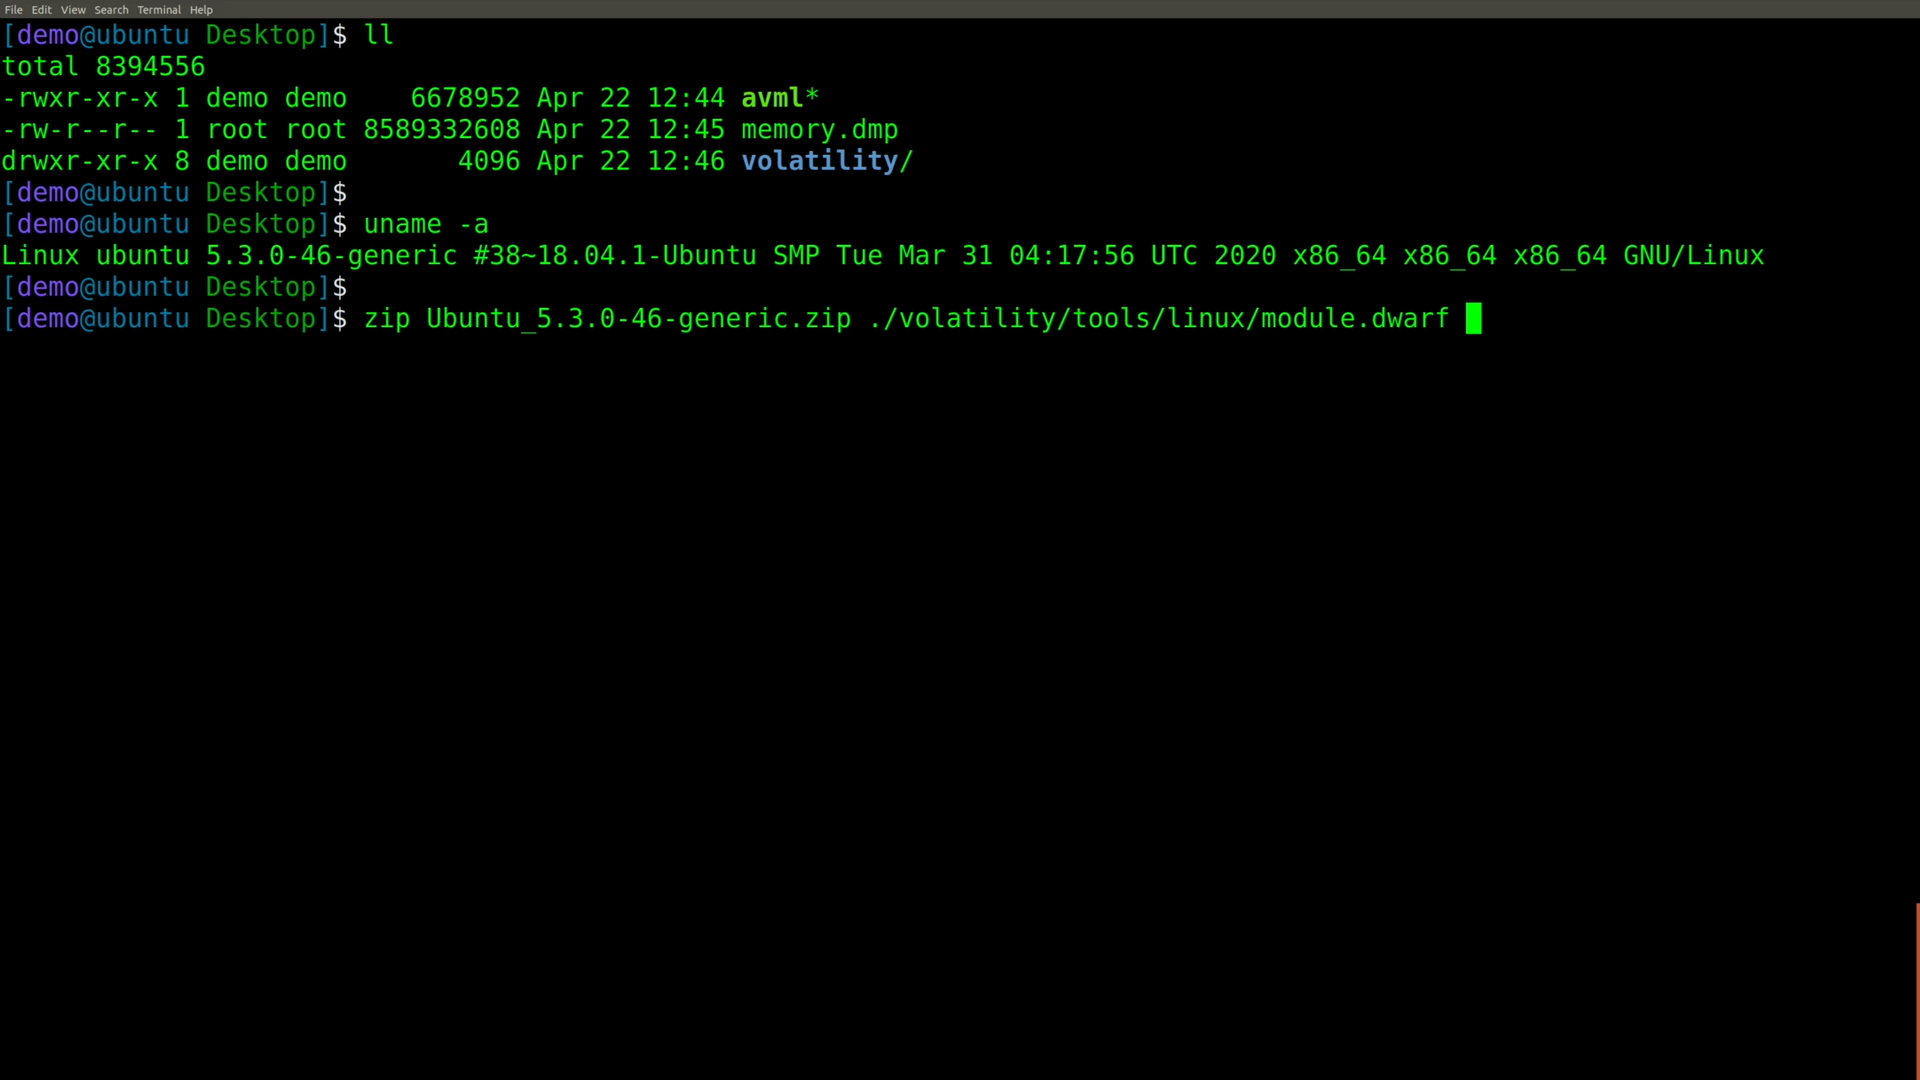 File Edit View Search Terminal Help
[demo@ubuntu Desktop]$ ll
total 8394556
-rwxr-xr-x 1 demo demo    6678952 Apr 22 12:44 avml*
-rw-r--r-- 1 root root 8589332608 Apr 22 12:45 memory.dmp
drwxr-xr-x 8 demo demo       4096 Apr 22 12:46 volatility/
[demo@ubuntu Desktop]$
[demo@ubuntu Desktop]$ uname -a
Linux ubuntu 5.3.0-46-generic #38~18.04.1-Ubuntu SMP Tue Mar 31 04:17:56 UTC 2020 x86_64 x86_64 x86_64 GNU/Linux
[demo@ubuntu Desktop]$
[demo@ubuntu Desktop]$ zip Ubuntu_5.3.0-46-generic.zip ./volatility/tools/linux/module.dwarf